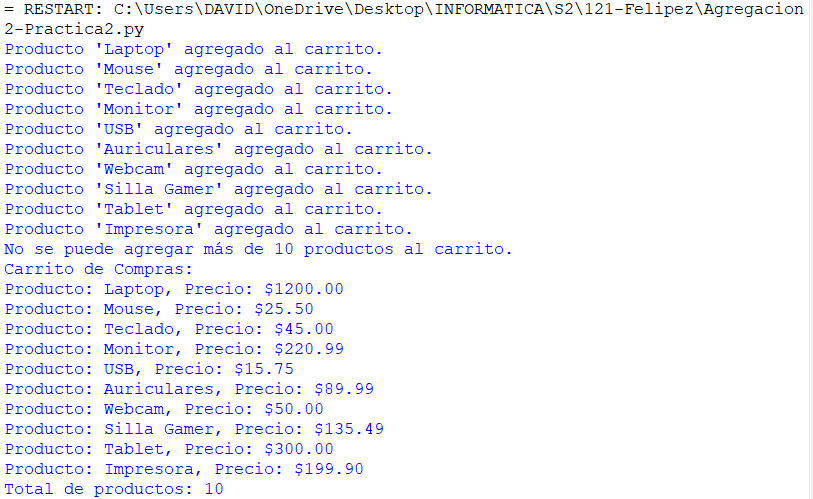 = RESTART: C:\Users\DAVID\OneDrive\Desktop\INFORMATICA\S2\121-Felipez\Agregacion
2-Practica2.py
Producto 'Laptop' agregado al carrito.
Producto 'Mouse' agregado al carrito.
Producto 'Teclado' agregado al carrito.
Producto 'Monitor' agregado al carrito.
Producto 'USB' agregado al carrito.
Producto 'Auriculares' agregado al carrito.
Producto 'Webcam' agregado al carrito.
Producto 'Silla Gamer' agregado al carrito.
Producto 'Tablet' agregado al carrito.
Producto 'Impresora' agregado al carrito.
No se puede agregar más de 10 productos al carrito.
Carrito de Compras:
Producto: Laptop, Precio: $1200.00
Producto: Mouse, Precio: $25.50
Producto: Teclado, Precio: $45.00
Producto: Monitor, Precio: $220.99
Producto: USB, Precio: $15.75
Producto: Auriculares, Precio: $89.99
Producto: Webcam, Precio: $50.00
Producto: Silla Gamer, Precio: $135.49
Producto: Tablet, Precio: $300.00
Producto: Impresora, Precio: $199.90
Total de productos: 10